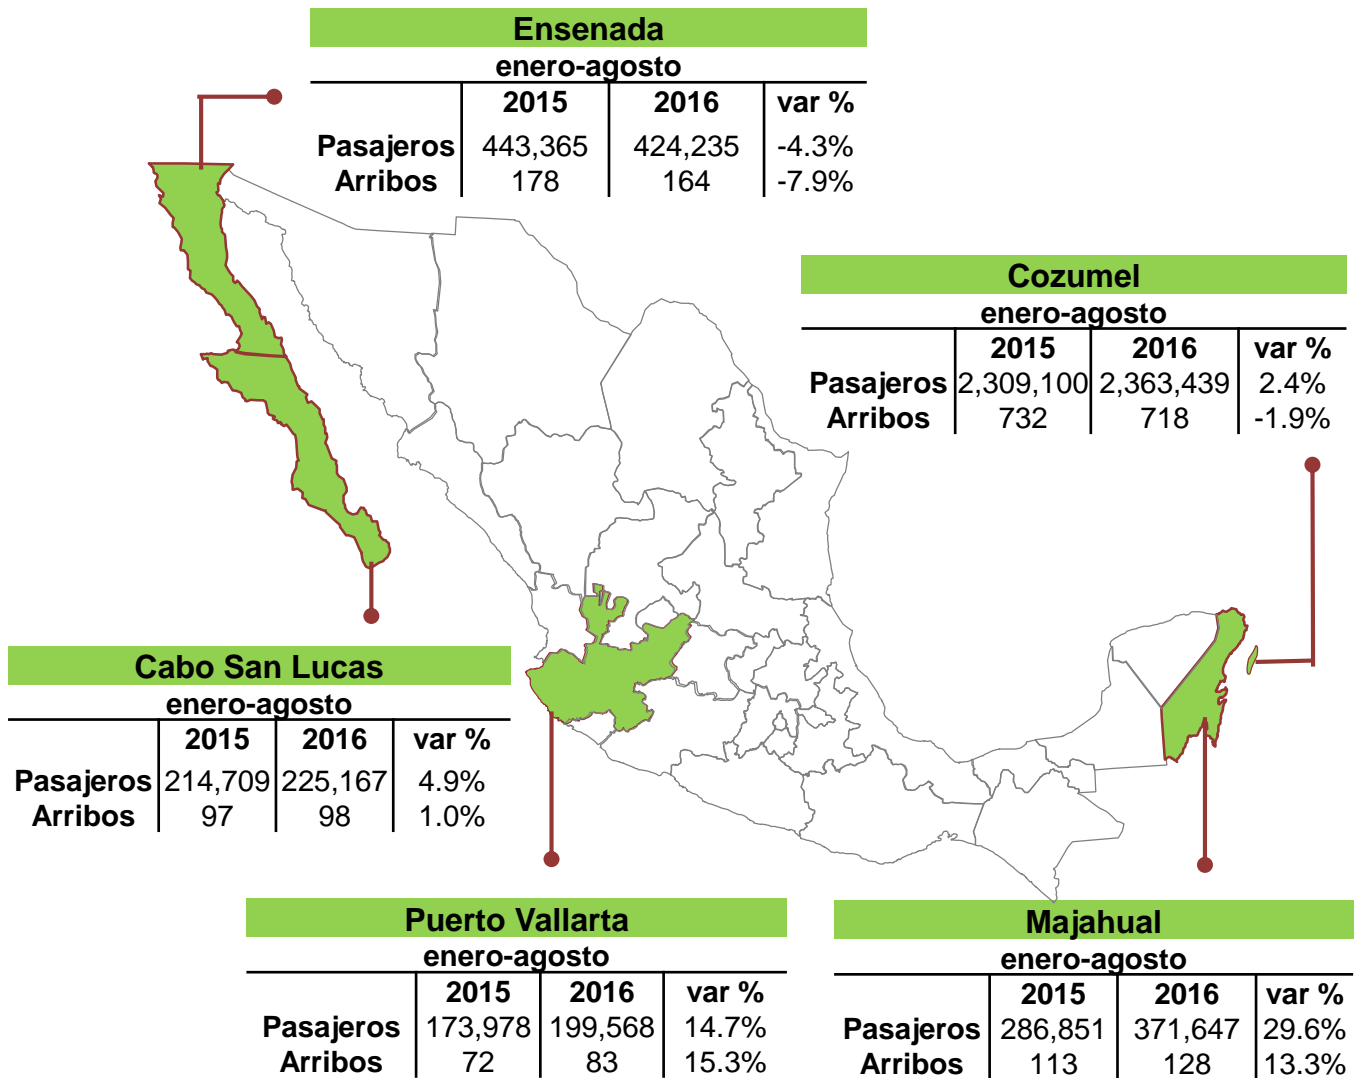 Ensenada
enero-agosto
2015 2016 var %
Pasajeros 443,365 424,235 -4.3%
Arribos 178 164 -7.9%
Cozumel
enero-agosto
2015 2016 var %
Pasajeros 2,309,100 2,363,439 2.4%
Arribos 732 718 -1.9%
Cabo San Lucas
enero-agosto
2015 2016 var %
Pasajeros 214,709 225,167 4.9%
Arribos 97 98 1.0%
Puerto Vallarta
enero-agosto
2015 2016 var %
Pasajeros 173,978 199,568 14.7%
Arribos 72 83 15.3%
Majahual
enero-agosto
2015 2016 var %
Pasajeros 286,851 371,647 29.6%
Arribos 113 128 13.3%